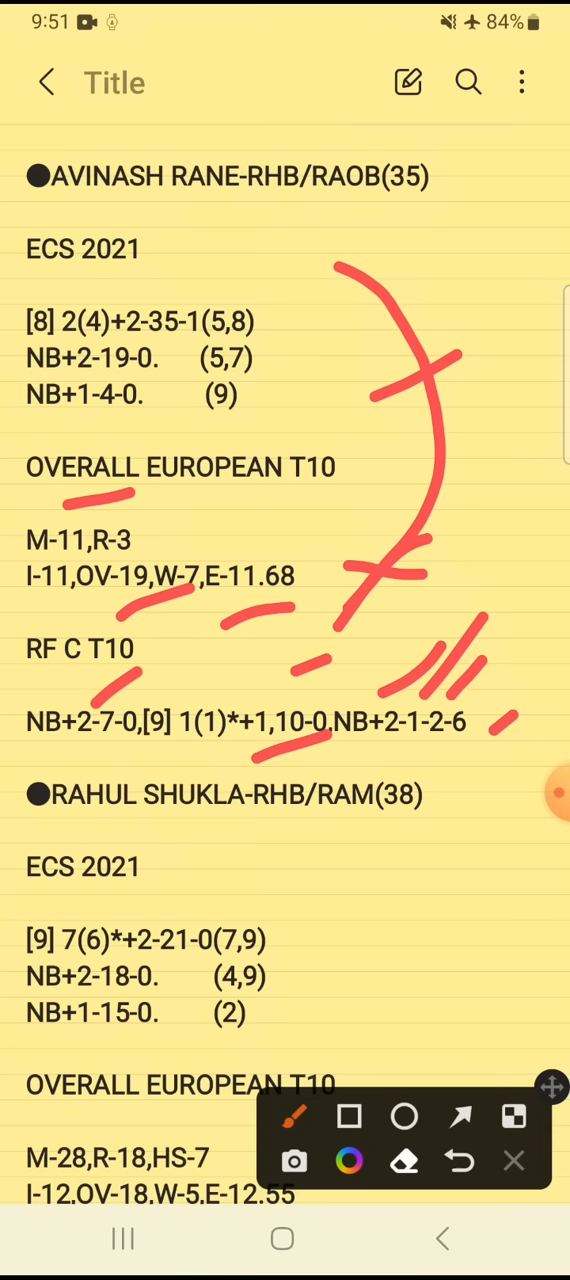 9:51 84%
Title
●AVINASH RANE-RHB/RAOB(35)
ECS 2021
[8] 2(4)+2-35-1(5,8)
NB+2-19-0. (5,7)
NB+1-4-0. (9)
OVERALL EUROPEAN T10
M-11,R-3
I-11,OV-19,W-7,E-11.68
RF C T10
NB+2-7-0,[9] 1(1)*+1,10-0,NB+2-1-2-6
●RAHUL SHUKLA-RHB/RAM(38)
ECS 2021
[9] 7(6)*+2-21-0(7,9)
NB+2-18-0. (4,9)
NB+1-15-0. (2)
OVERALL EUROPEAN T10
M-28,R-18,HS-7
I-12,OV-18,W-5,E-12.55